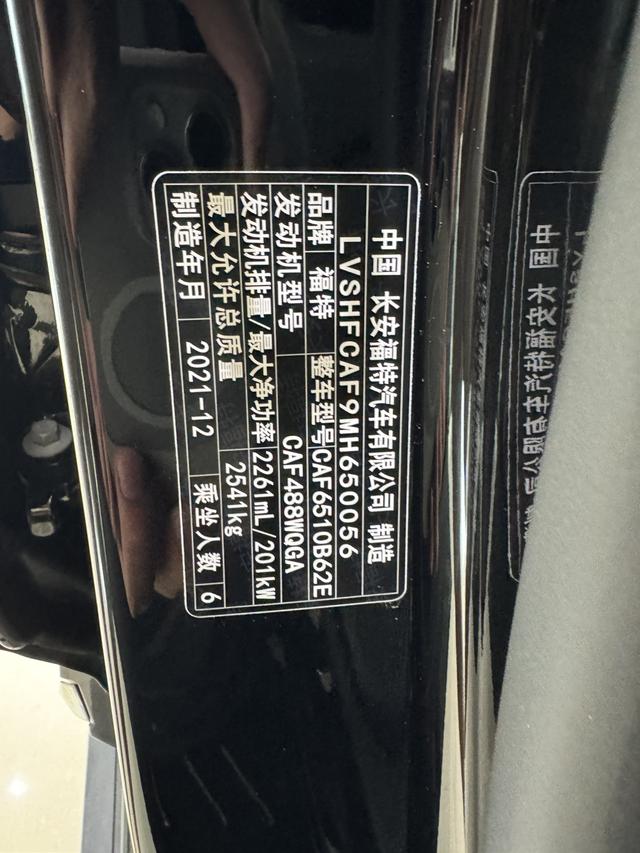 中国 长安福特汽车有限公司 制造
LVSHFCAF9MH650056
品牌 福特 整车型号 CAF6510B62E
发动机型号 CAF488WQGA
发动机排量/最大净功率 2261mL/201kW
最大允许总质量 2541kg
制造年月 2021-12 乘坐人数 6